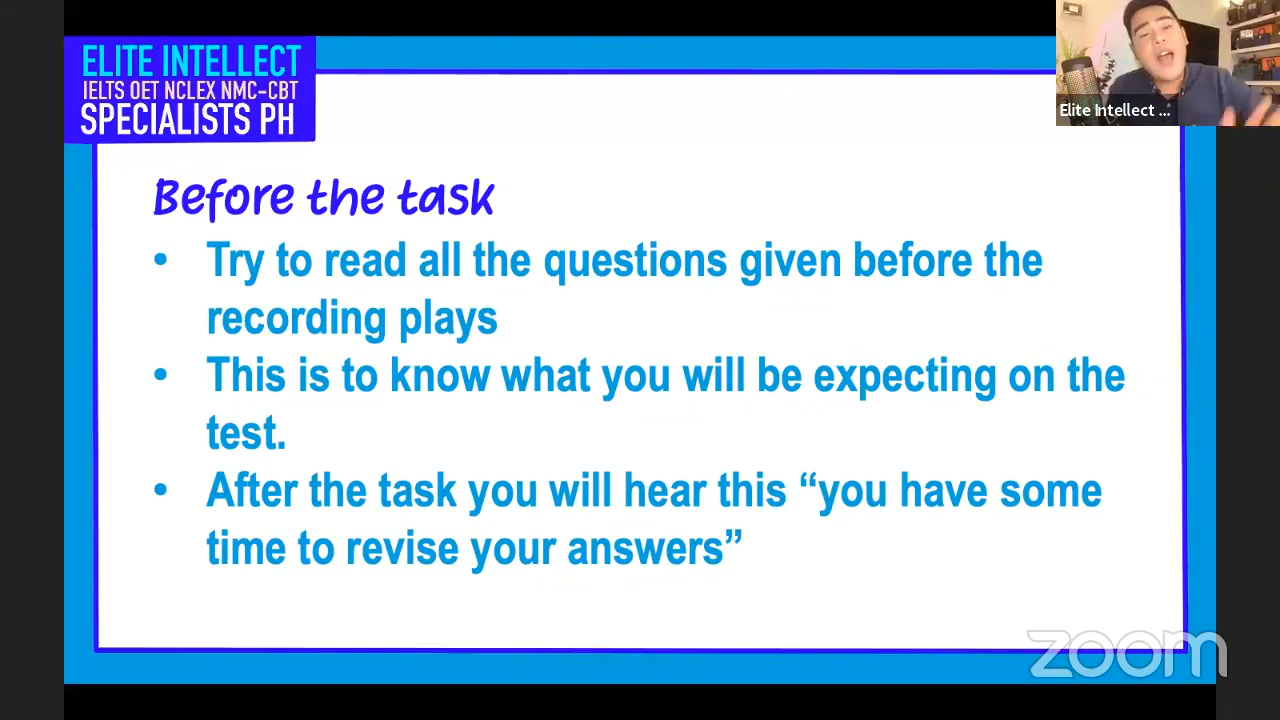 ELITE INTELLECT
IELTS OET NCLEX NMC-CBT
SPECIALISTS PH
Elite Intellect ...
Before the task
• Try to read all the questions given before the
recording plays
• This is to know what you will be expecting on the
test.
• After the task you will hear this “you have some
time to revise your answers”
zoom